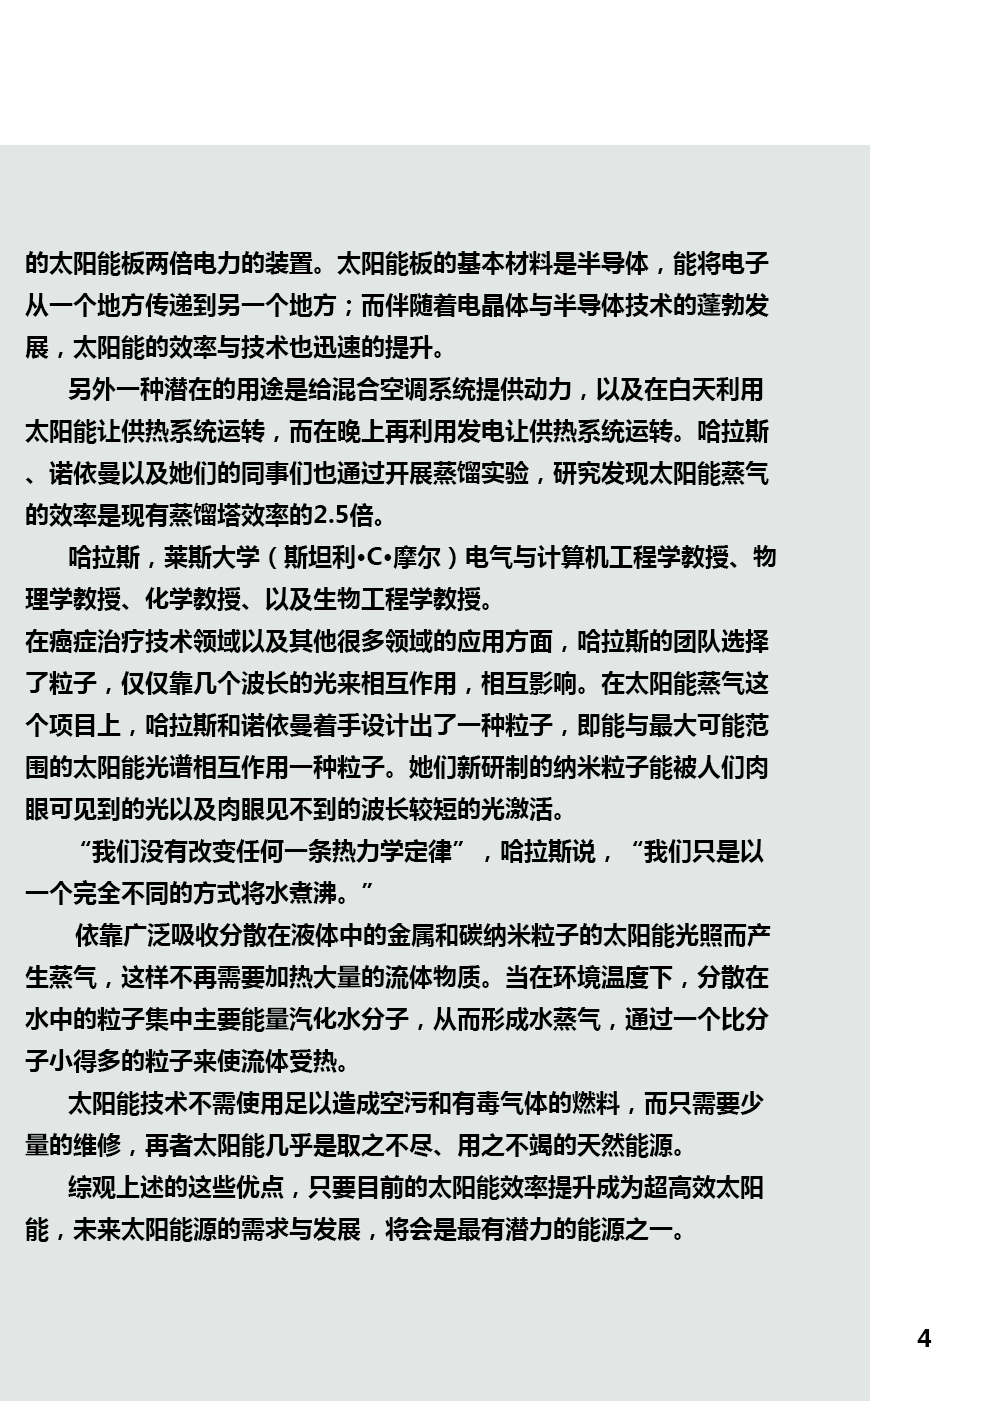 的太阳能板两倍电力的装置。太阳能板的基本材料是半导体，能将电子
从一个地方传递到另一个地方；而伴随着电晶体与半导体技术的蓬勃发
展，太阳能的效率与技术也迅速的提升。
另外一种潜在的用途是给混合空调系统提供动力，以及在白天利用
太阳能让供热系统运转，而在晚上再利用发电让供热系统运转。哈拉斯
、诺依曼以及她们的同事们也通过开展蒸馏实验，研究发现太阳能蒸气
的效率是现有蒸馏塔效率的2.5倍。
哈拉斯，莱斯大学（斯坦利•C•摩尔）电气与计算机工程学教授、物
理学教授、化学教授、以及生物工程学教授。
在癌症治疗技术领域以及其他很多领域的应用方面，哈拉斯的团队选择
了粒子，仅仅靠几个波长的光来相互作用，相互影响。在太阳能蒸气这
个项目上，哈拉斯和诺依曼着手设计出了一种粒子，即能与最大可能范
围的太阳能光谱相互作用一种粒子。她们新研制的纳米粒子能被人们肉
眼可见到的光以及肉眼见不到的波长较短的光激活。
“我们没有改变任何一条热力学定律”，哈拉斯说，“我们只是以
一个完全不同的方式将水煮沸。”
依靠广泛吸收分散在液体中的金属和碳纳米粒子的太阳能光照而产
生蒸气，这样不再需要加热大量的流体物质。当在环境温度下，分散在
水中的粒子集中主要能量汽化水分子，从而形成水蒸气，通过一个比分
子小得多的粒子来使流体受热。
太阳能技术不需使用足以造成空污和有毒气体的燃料，而只需要少
量的维修，再者太阳能几乎是取之不尽、用之不竭的天然能源。
综观上述的这些优点，只要目前的太阳能效率提升成为超高效太阳
能，未来太阳能源的需求与发展，将会是最有潜力的能源之一。
4